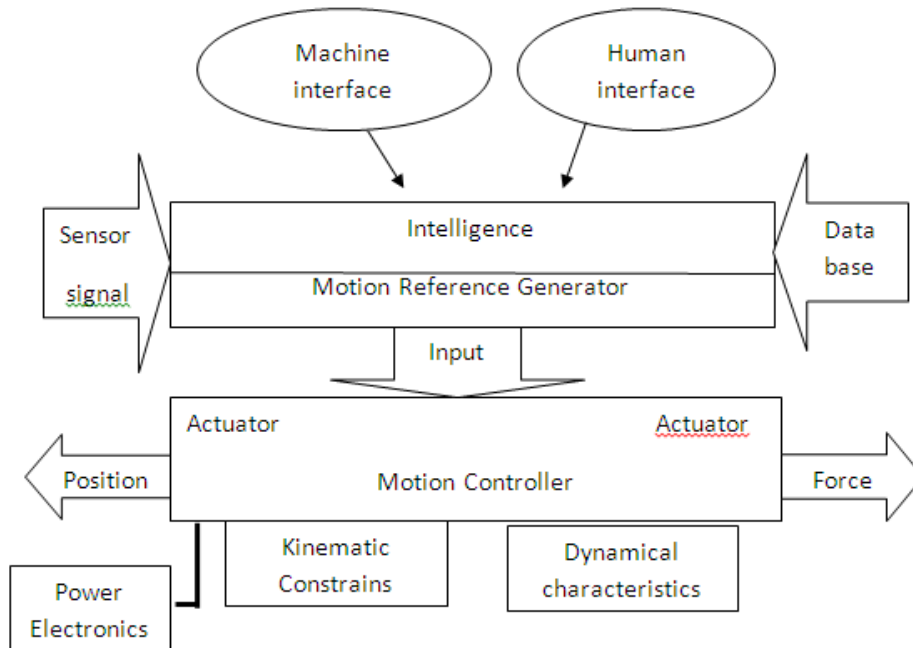 Machine
interface
Human
interface
Sensor
signal
Intelligence
Motion Reference Generator
Data
base
Input
Actuator
Actuator
Position
Motion Controller
Force
Kinematic
Constrains
Dynamical
characteristics
Power
Electronics